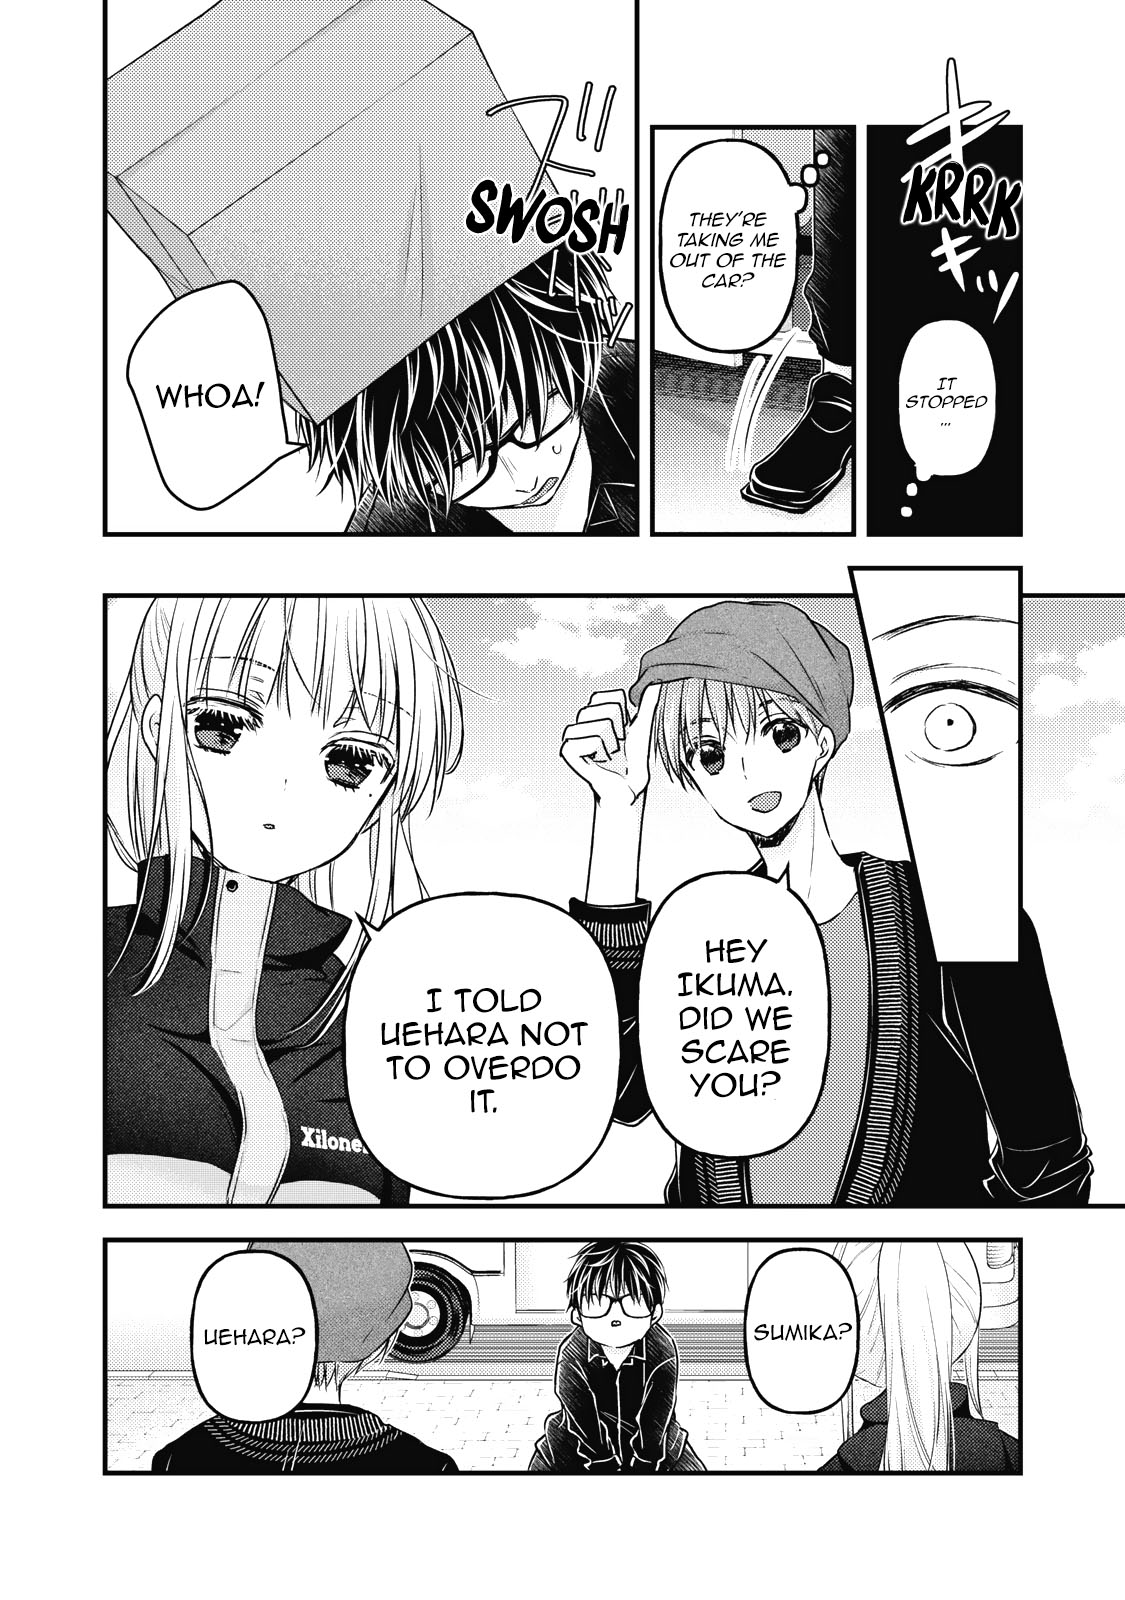 キ
KRRK
キッ
IT
STOPPED
...
THEY'RE
TAKING ME
OUT OF THE
CAR?
ズリ
SWOSH
WHOA!
HEY
IKUMA,
DID WE
SCARE
YOU?
I TOLD
UEHARA NOT
TO OVERDO
IT.
Xilone
SUMIKA?
UEHARA?